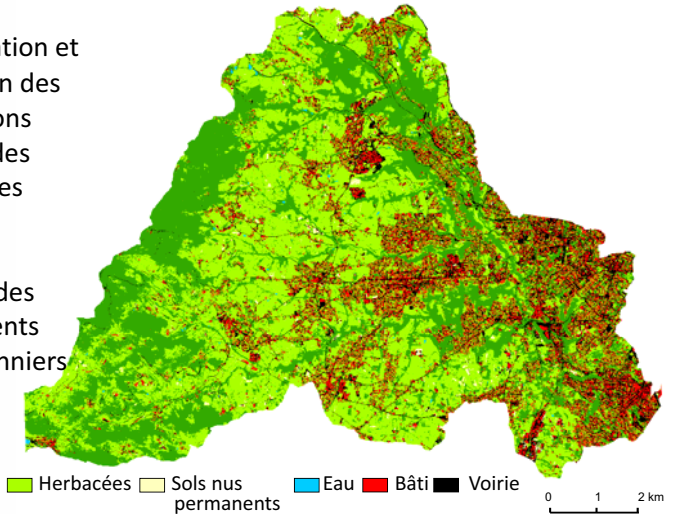 ation et
n des
ons
des
es
des
ents
nniers
Herbacées Sols nus permanents Eau Bâti Voirie
0 1 2 km